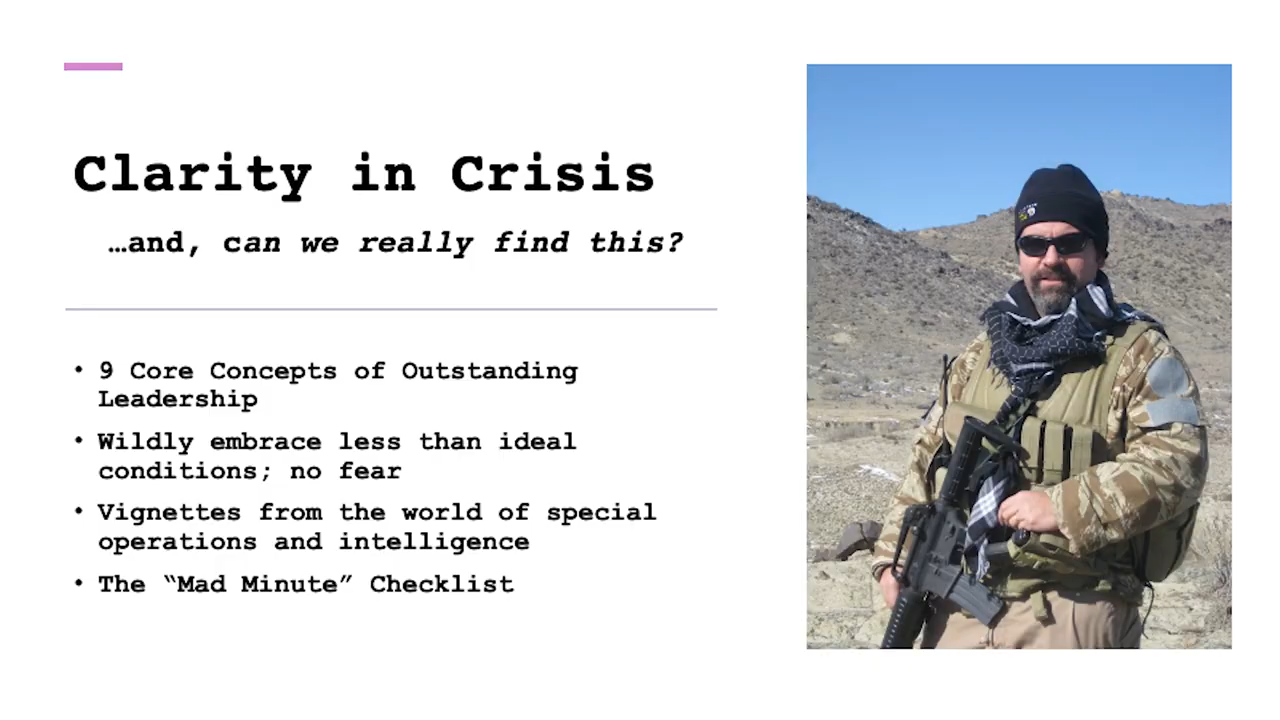 Clarity in Crisis
…and, can we really find this?
• 9 Core Concepts of Outstanding
Leadership
• Wildly embrace less than ideal
conditions; no fear
• Vignettes from the world of special
operations and intelligence
• The “Mad Minute” Checklist